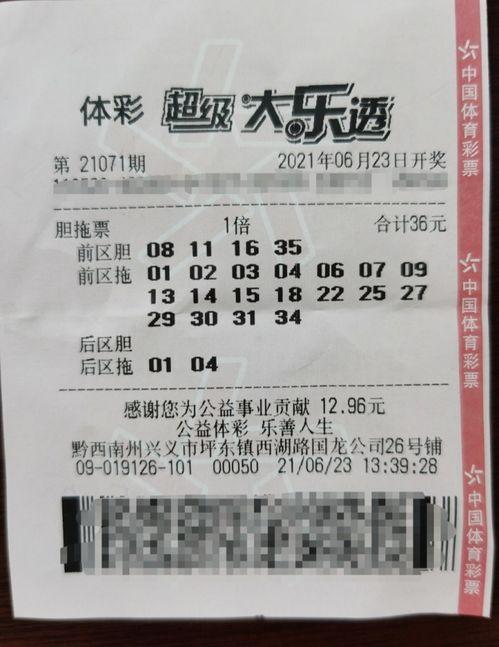 体彩 超级大乐透
第 21071期 2021年06月23日开奖
胆拖票 1倍 合计36元
前区胆 08 11 16 35
前区拖 01 02 03 04 06 07 09
13 14 15 18 22 25 27
29 30 31 34
后区胆
后区拖 01 04
感谢您为公益事业贡献 12.96元
公益体彩 乐善人生
黔西南州兴义市坪东镇西湖路国龙公司26号铺
09-019126-101 00050 21/06/23 13:39:28
中国体育彩票
中国体育彩票
中国体育彩票